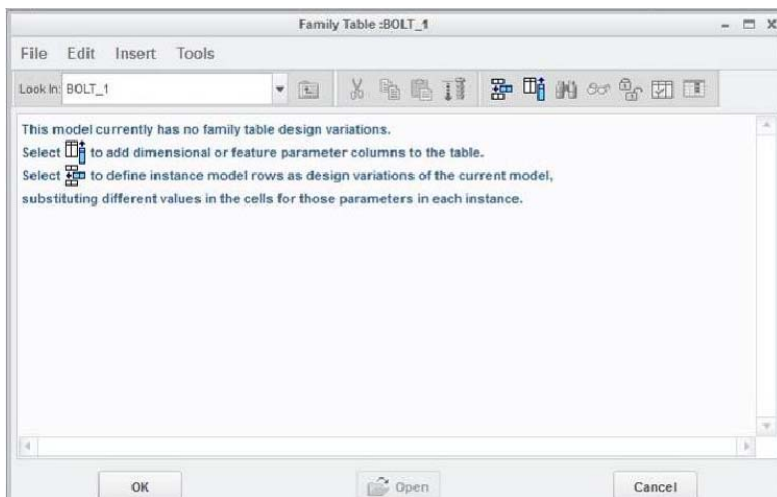 Family Table :BOLT_1
File Edit Insert Tools
Look In: BOLT_1
This model currently has no family table design variations.
Select to add dimensional or feature parameter columns to the table.
Select to define instance model rows as design variations of the current model,
substituting different values in the cells for those parameters in each instance.
OK Open Cancel